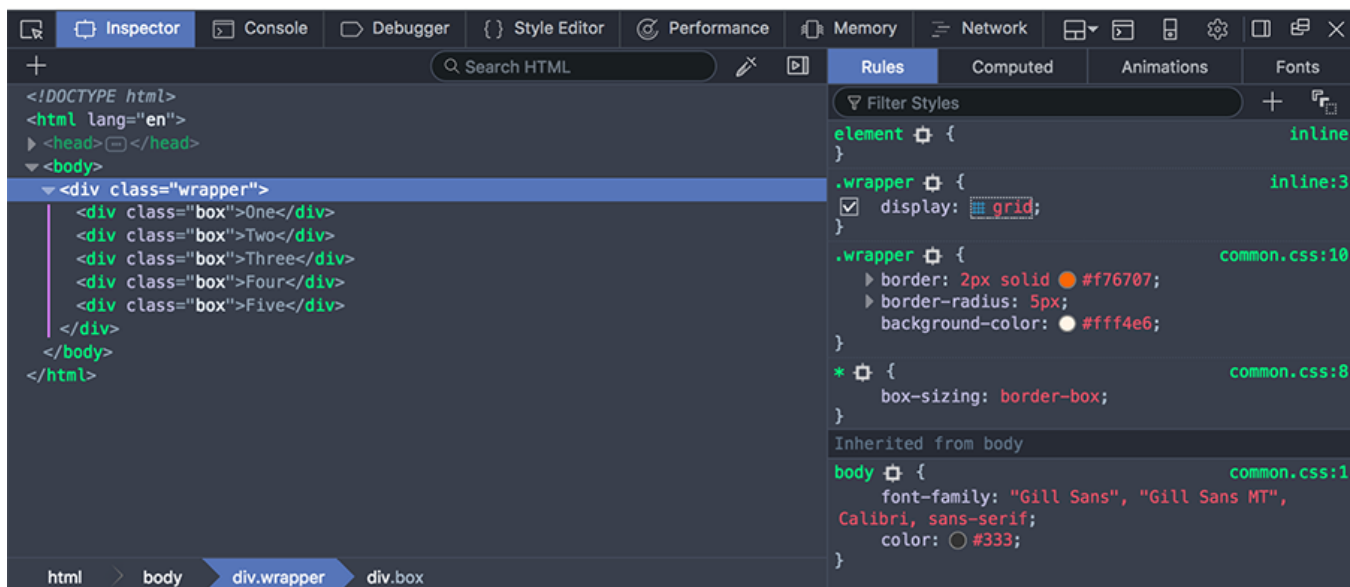 Inspector Console Debugger { } Style Editor Performance Memory Network
+ Search HTML Rules Computed Animations Fonts
Filter Styles +
<!DOCTYPE html>
<html lang="en">
<head></head>
<body>
<div class="wrapper">
<div class="box">One</div>
<div class="box">Two</div>
<div class="box">Three</div>
<div class="box">Four</div>
<div class="box">Five</div>
</div>
</body>
</html>
html body div.wrapper div.box
element { inline
}
.wrapper { inline:3
display: grid;
}
.wrapper { common.css:10
border: 2px solid #f76707;
border-radius: 5px;
background-color: #fff4e6;
}
* { common.css:8
box-sizing: border-box;
}
Inherited from body
body { common.css:1
font-family: "Gill Sans", "Gill Sans MT",
Calibri, sans-serif;
color: #333;
}